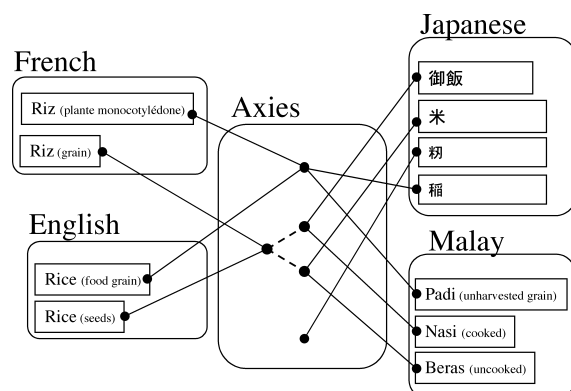 French
Riz (plante monocotylédone)
Riz (grain)
English
Rice (food grain)
Rice (seeds)
Axies
Japanese
御飯
米
籾
稲
Malay
Padi (unharvested grain)
Nasi (cooked)
Beras (uncooked)